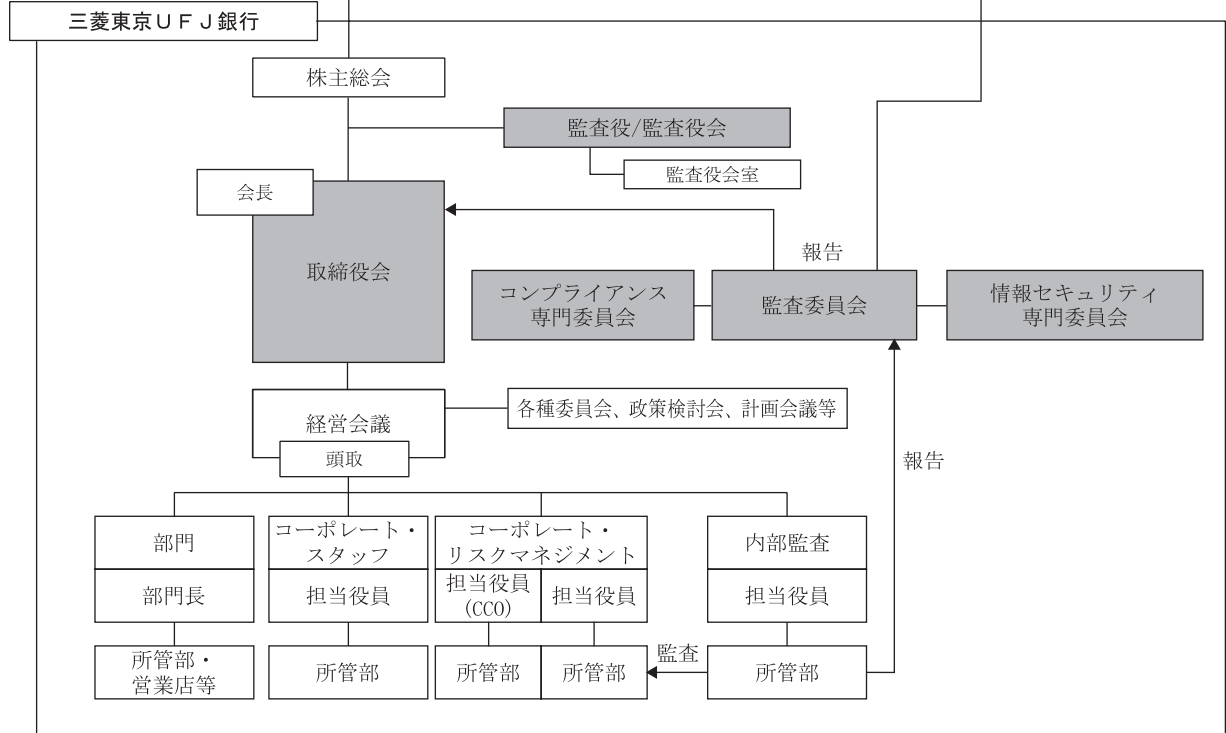 三菱東京ＵＦＪ銀行
株主総会
監査役/監査役会
監査役会室
会長
取締役会
報告
コンプライアンス
専門委員会
監査委員会
情報セキュリティ
専門委員会
経営会議
各種委員会、政策検討会、計画会議等
頭取
報告
部門
コーポレート・
スタッフ
コーポレート・
リスクマネジメント
内部監査
部門長
担当役員
担当役員
(CCO)
担当役員
担当役員
所管部・
営業店等
所管部
所管部
所管部
監査
所管部